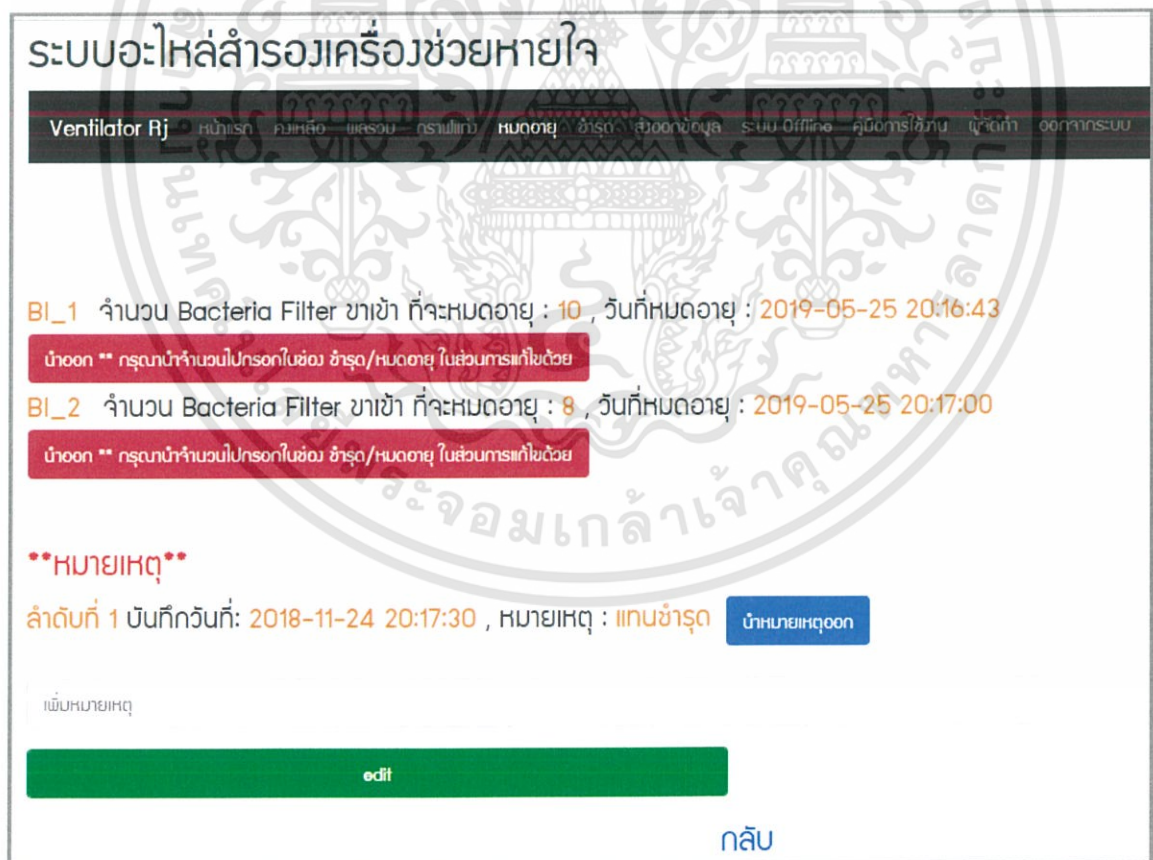 ระบบอะไหล่สำรองเครื่องช่วยหายใจ
Ventilator Rj หน้าแรก คงเหลือ ผลรวม กราฟแท่ง หมดอายุ ชำรุด ส่งออกข้อมูล ระบบ Offline คู่มือการใช้งาน ผู้จัดทำ ออกจากระบบ
BI_1 จำนวน Bacteria Filter ขาเข้า ที่จะหมดอายุ : 10 , วันที่หมดอายุ : 2019-05-25 20:16:43
นำออก ** กรุณานำจำนวนไปกรอกในช่อง ชำรุด/หมดอายุ ในส่วนการแก้ไขด้วย
BI_2 จำนวน Bacteria Filter ขาเข้า ที่จะหมดอายุ : 8 , วันที่หมดอายุ : 2019-05-25 20:17:00
นำออก ** กรุณานำจำนวนไปกรอกในช่อง ชำรุด/หมดอายุ ในส่วนการแก้ไขด้วย
**หมายเหตุ**
ลำดับที่ 1 บันทึกวันที่: 2018-11-24 20:17:30 , หมายเหตุ : แทนชำรุด นำหมายเหตุออก
เพิ่มหมายเหตุ
edit
กลับ